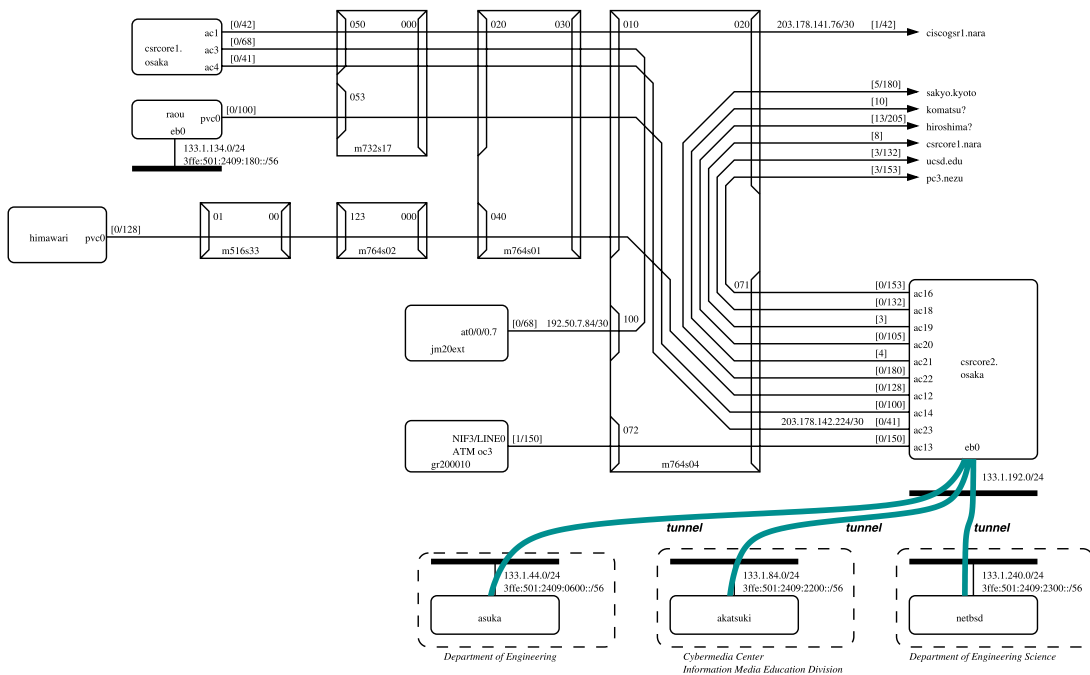 csrcore1.
osaka
ac1
ac3
ac4
[0/42]
[0/68]
[0/41]
raou
pvc0
eb0
[0/100]
133.1.134.0/24
3ffe:501:2409:180::/56
050
000
053
m732s17
020
030
040
m764s01
010
020
203.178.141.76/30
[1/42]
ciscogsr1.nara
[5/180]
sakyo.kyoto
[10]
komatsu?
[13/205]
hiroshima?
[8]
csrcore1.nara
[3/132]
ucsd.edu
[3/153]
pc3.nezu
himawari
pvc0
[0/128]
01
00
m516s33
123
000
m764s02
at0/0/0.7
jm20ext
[0/68]
192.50.7.84/30
100
071
072
m764s04
NIF3/LINE0
ATM oc3
gr200010
[1/150]
[0/153]
ac16
[0/132]
ac18
[3]
ac19
[0/105]
ac20
[4]
ac21
[0/180]
ac22
[0/128]
ac12
[0/100]
ac14
203.178.142.224/30
[0/41]
ac23
[0/150]
ac13
csrcore2.
osaka
eb0
133.1.192.0/24
tunnel
tunnel
tunnel
133.1.44.0/24
3ffe:501:2409:0600::/56
asuka
Department of Engineering
133.1.84.0/24
3ffe:501:2409:2200::/56
akatsuki
Cybermedia Center
Information Media Education Division
133.1.240.0/24
3ffe:501:2409:2300::/56
netbsd
Department of Engineering Science